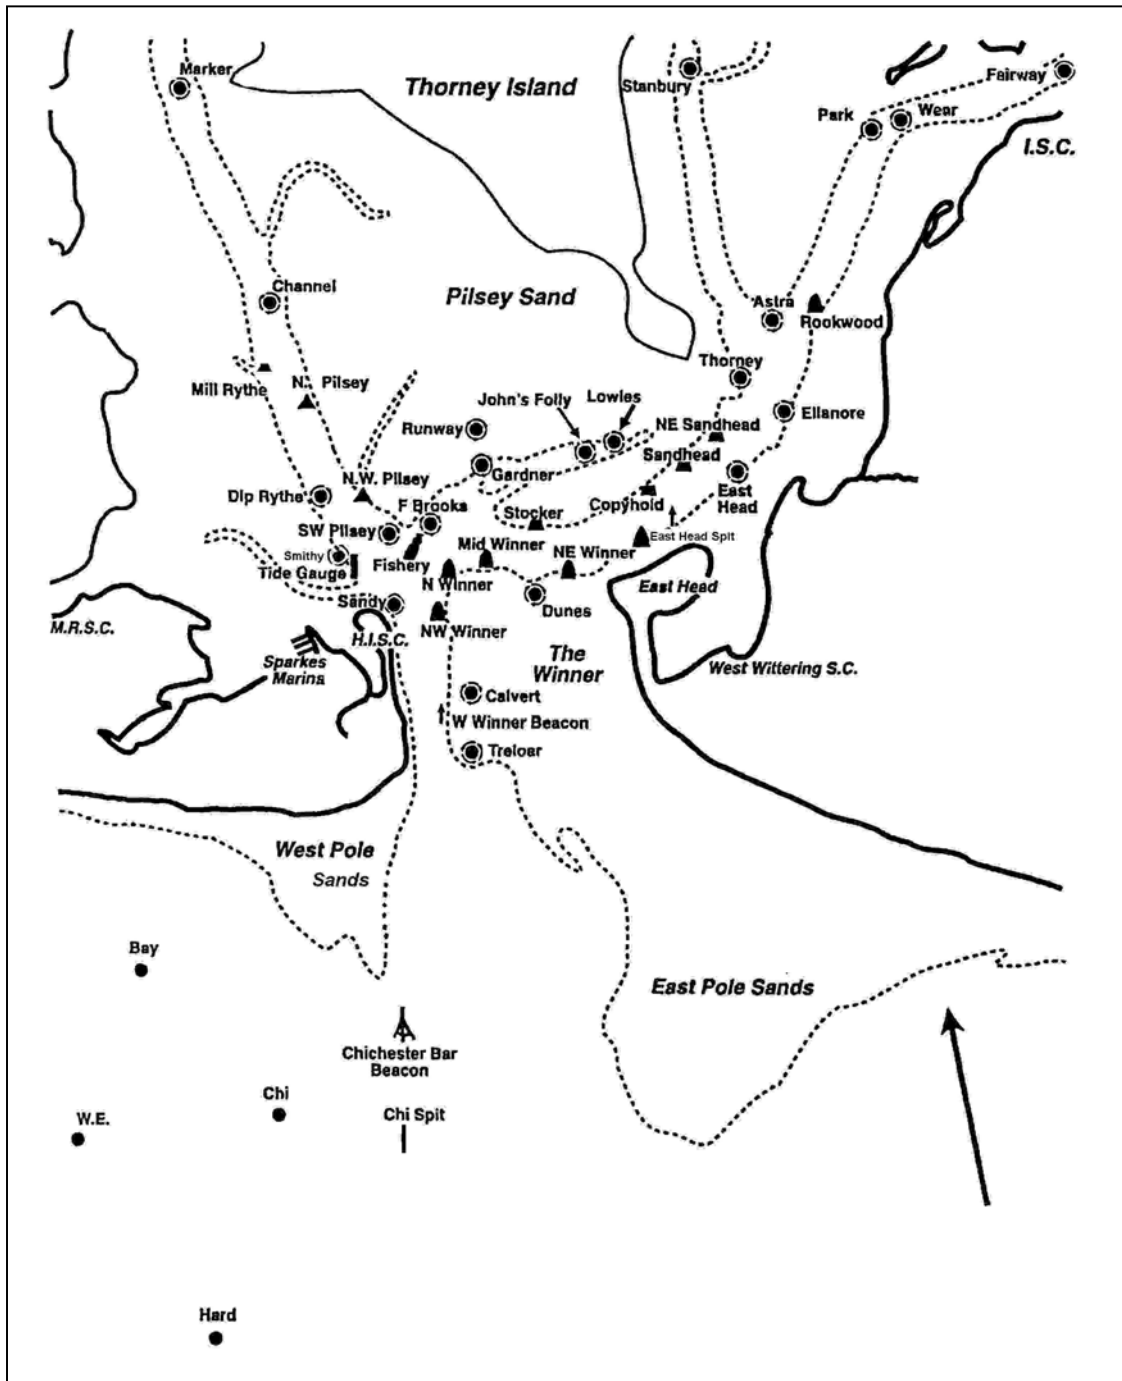 Marker
Thorney Island
Stanbury
Fairway
Park
Wear
I.S.C.
Channel
Pilsey Sand
Astra
Rookwood
Thorney
Mill Rythe
N. Pilsey
John's Folly
Lowles
Ellanore
Runway
NE Sandhead
Sandhead
Gardner
N.W. Pilsey
Dip Rythe
F Brooks
Stocker
Copyhold
East
Head
SW Pilsey
East Head Spit
Smithy
Tide Gauge
Fishery
Mid Winner
NE Winner
N Winner
East Head
Sandy
Dunes
M.R.S.C.
H.I.S.C.
NW Winner
Sparkes
Marina
The
Winner
West Wittering S.C.
Calvert
W Winner Beacon
Treloar
West Pole
Sands
Bay
East Pole Sands
Chichester Bar
Beacon
Chi
Chi Spit
W.E.
Hard